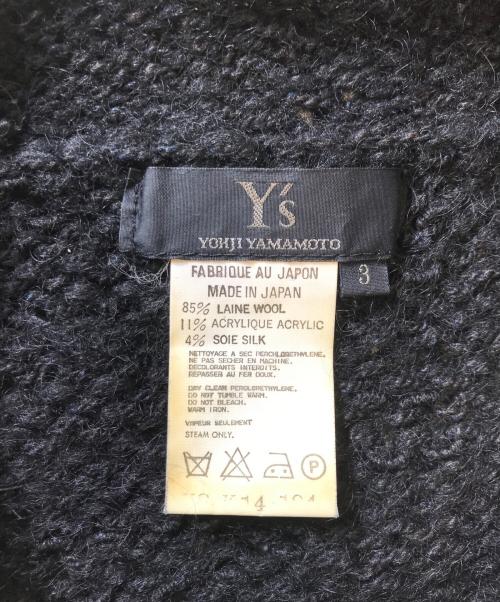 Y's
YOHJI YAMAMOTO
3
FABRIQUE AU JAPON
MADE IN JAPAN
85% LAINE WOOL
11% ACRYLIQUE ACRYLIC
4% SOIE SILK
NETTOYAGE A SEC PERCHLORETHYLENE.
NE PAS SECHER EN MACHINE.
DECOLORANTS INTERDITS.
REPASSER AU FER DOUX.
DRY CLEAN PERCLORETHYLENE.
DO NOT TUMBLE WARM.
DO NOT BLEACH.
WARM IRON.
VAPEUR SEULEMENT
STEAM ONLY.
P